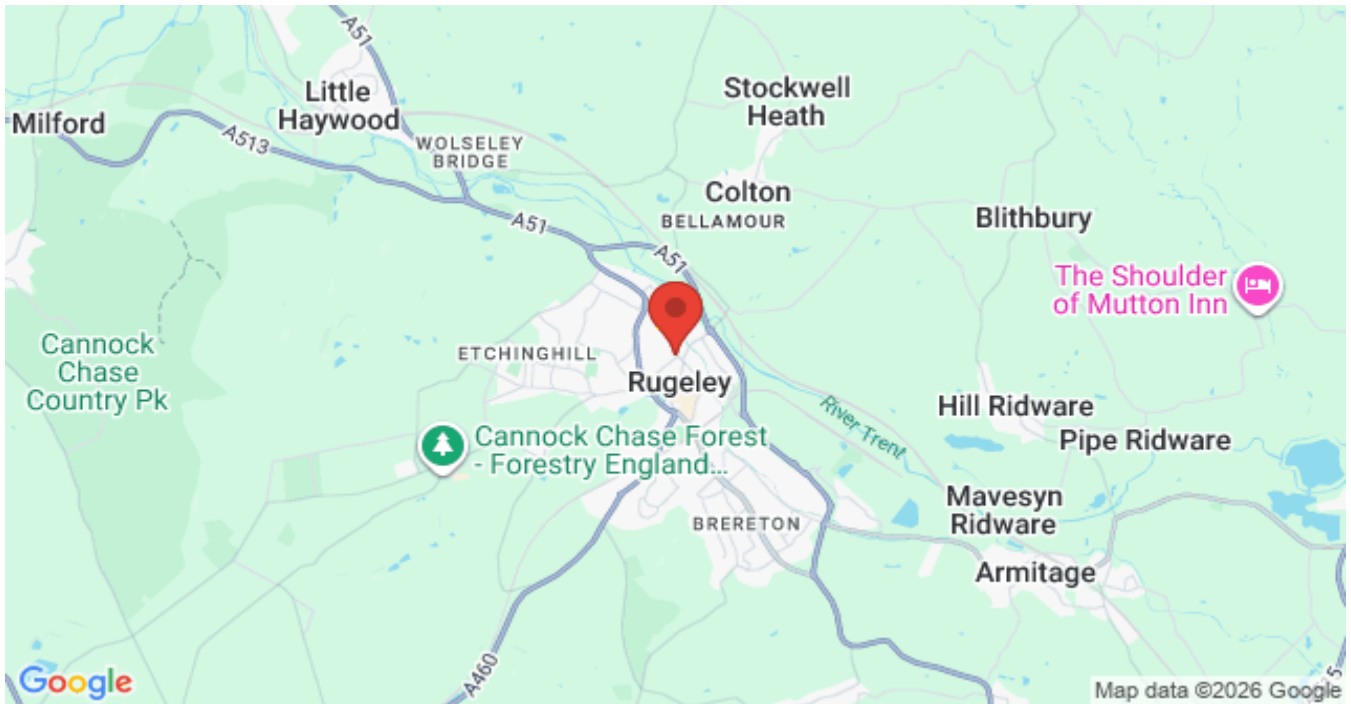 A51
Little
Haywood
Stockwell
Heath
Milford
A513
WOLSELEY
BRIDGE
Colton
BELLAMOUR
Blithbury
A51
A51
The Shoulder
of Mutton Inn
Cannock
Chase
Country Pk
ETCHINGHILL
Rugeley
Hill Ridware
River Trent
Cannock Chase Forest
- Forestry England...
Pipe Ridware
Mavesyn
Ridware
BRERETON
Armitage
A460
Google
Map data ©2026 Google